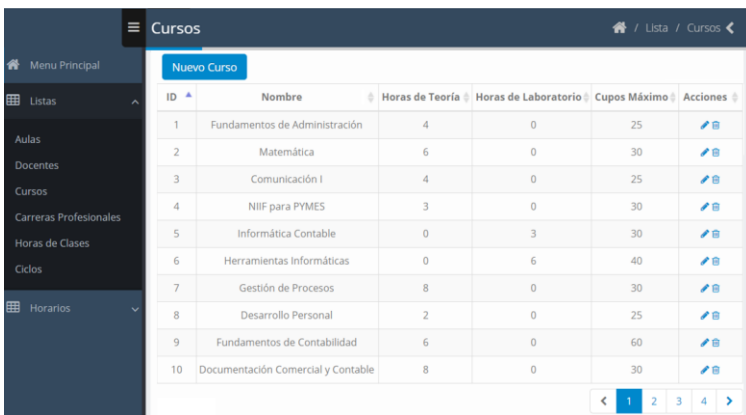 Cursos
/ Lista / Cursos
Menu Principal
Listas
Aulas
Docentes
Cursos
Carreras Profesionales
Horas de Clases
Ciclos
Horarios
Nuevo Curso
ID Nombre Horas de Teoría Horas de Laboratorio Cupos Máximo Acciones
1 Fundamentos de Administración 4 0 25
2 Matemática 6 0 30
3 Comunicación I 4 0 25
4 NIIF para PYMES 3 0 30
5 Informática Contable 0 3 30
6 Herramientas Informáticas 0 6 40
7 Gestión de Procesos 8 0 30
8 Desarrollo Personal 2 0 25
9 Fundamentos de Contabilidad 6 0 60
10 Documentación Comercial y Contable 8 0 30
1 2 3 4